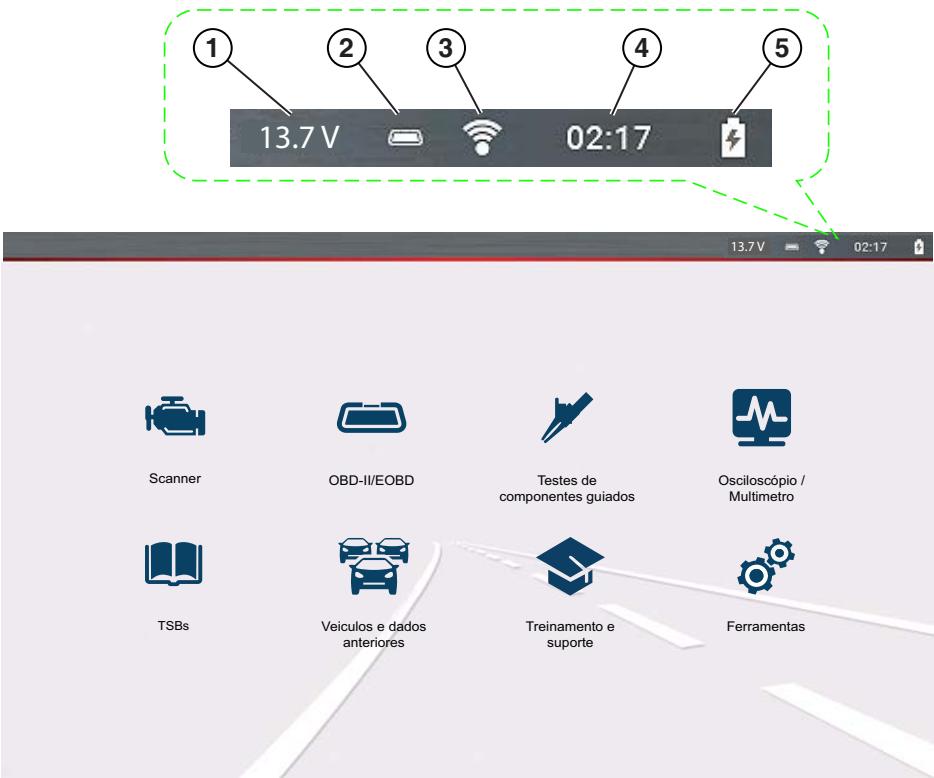 1 2 3 4 5
13.7 V 02:17
13.7 V 02:17
Scanner
OBD-II/EOBD
Testes de
componentes guiados
Osciloscópio /
Multimetro
TSBs
Veiculos e dados
anteriores
Treinamento e
suporte
Ferramentas